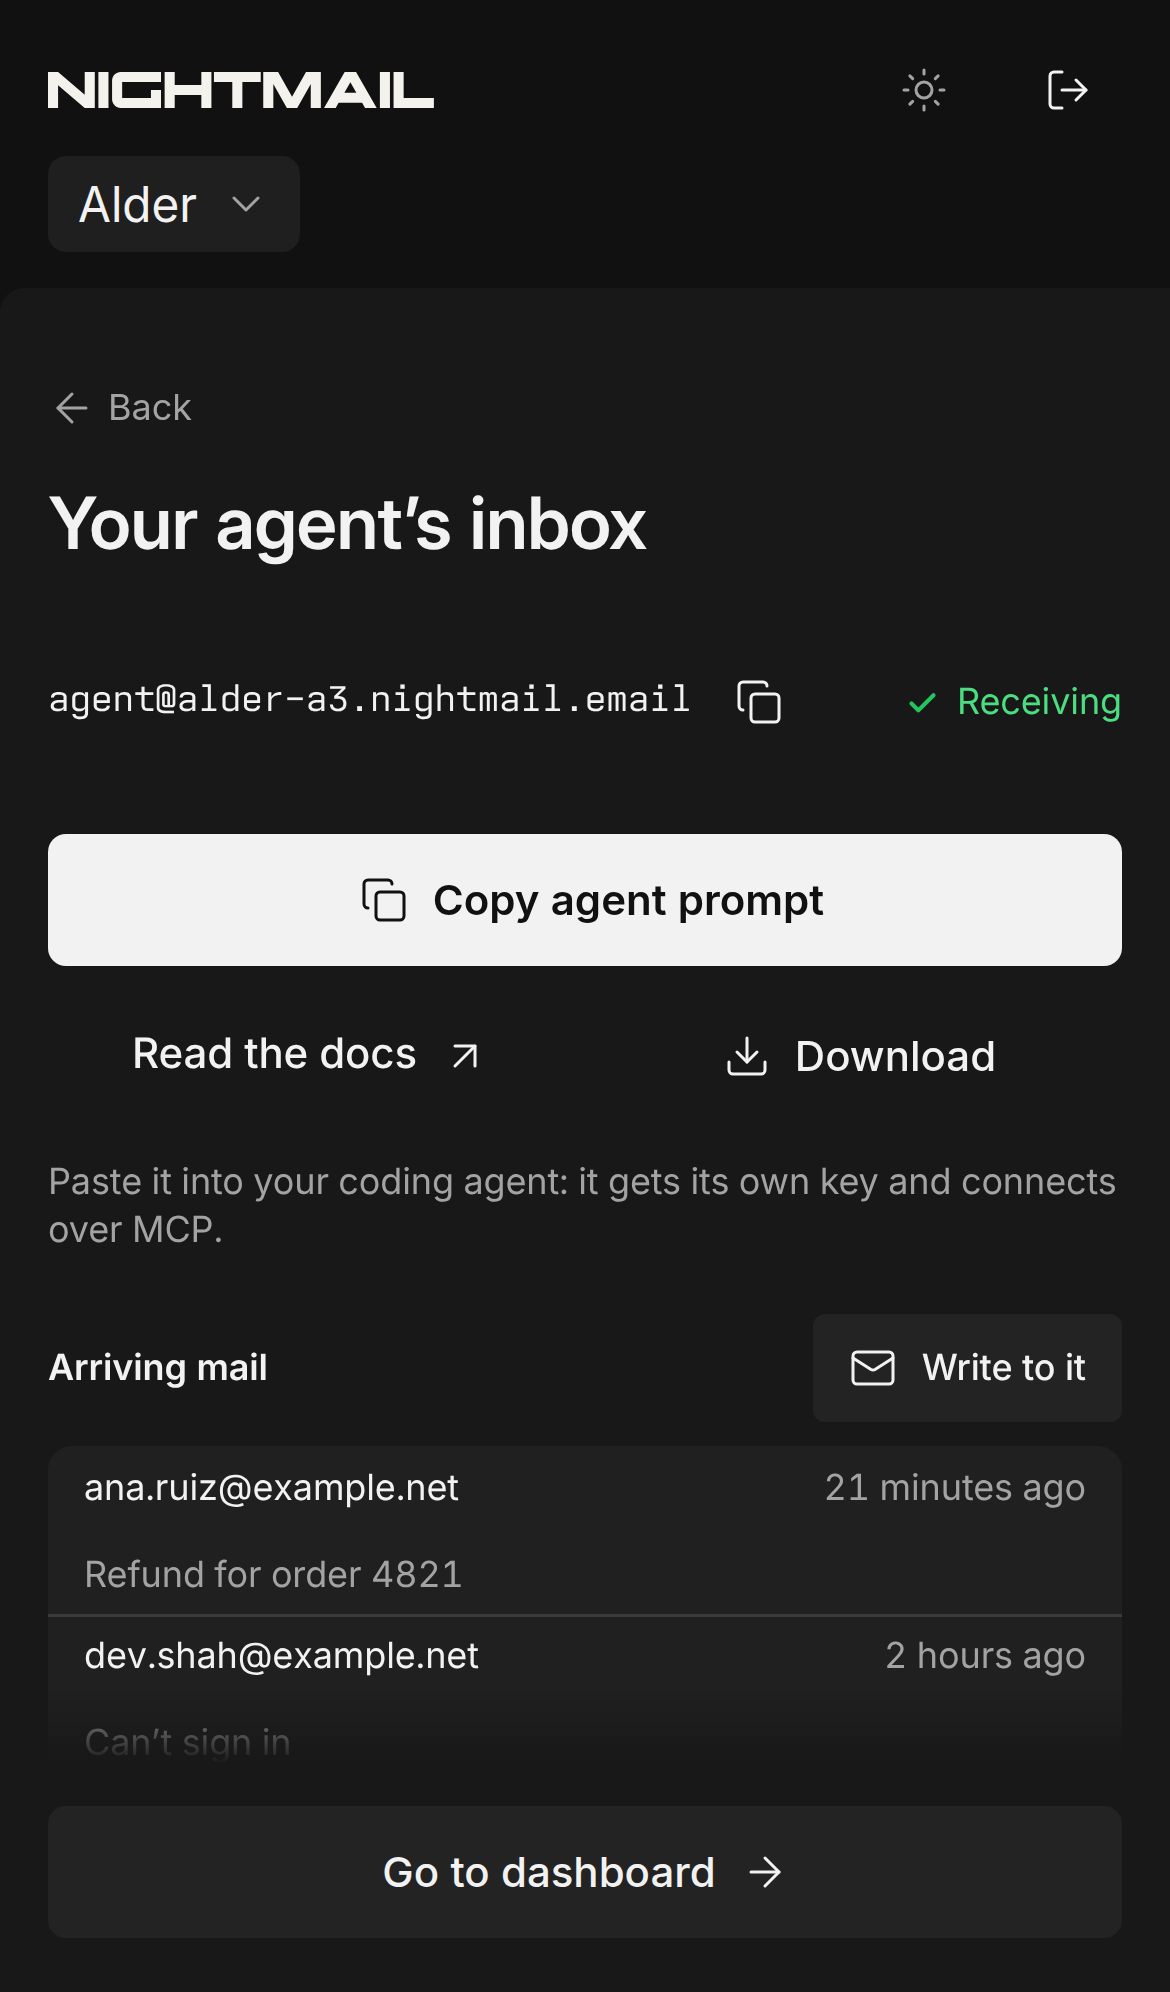 NIGHTMAIL
Alder
Back
Your agent’s inbox
agent@alder-a3.nightmail.email
Receiving
Copy agent prompt
Read the docs
Download
Paste it into your coding agent: it gets its own key and connects
over MCP.
Arriving mail
Write to it
ana.ruiz@example.net
21 minutes ago
Refund for order 4821
dev.shah@example.net
2 hours ago
Can’t sign in
Go to dashboard